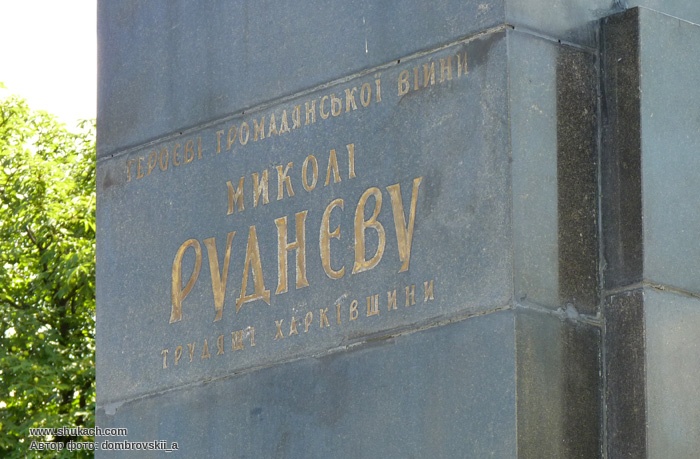 ГЕРОЄВІ ГРОМАДЯНСЬКОЇ ВІЙНИ
МИКОЛІ
РУДНЄВУ
ТРУДЯЩІ ХАРКІВЩИНИ
www.shukach.com
Автор фото: dombrovskii_a